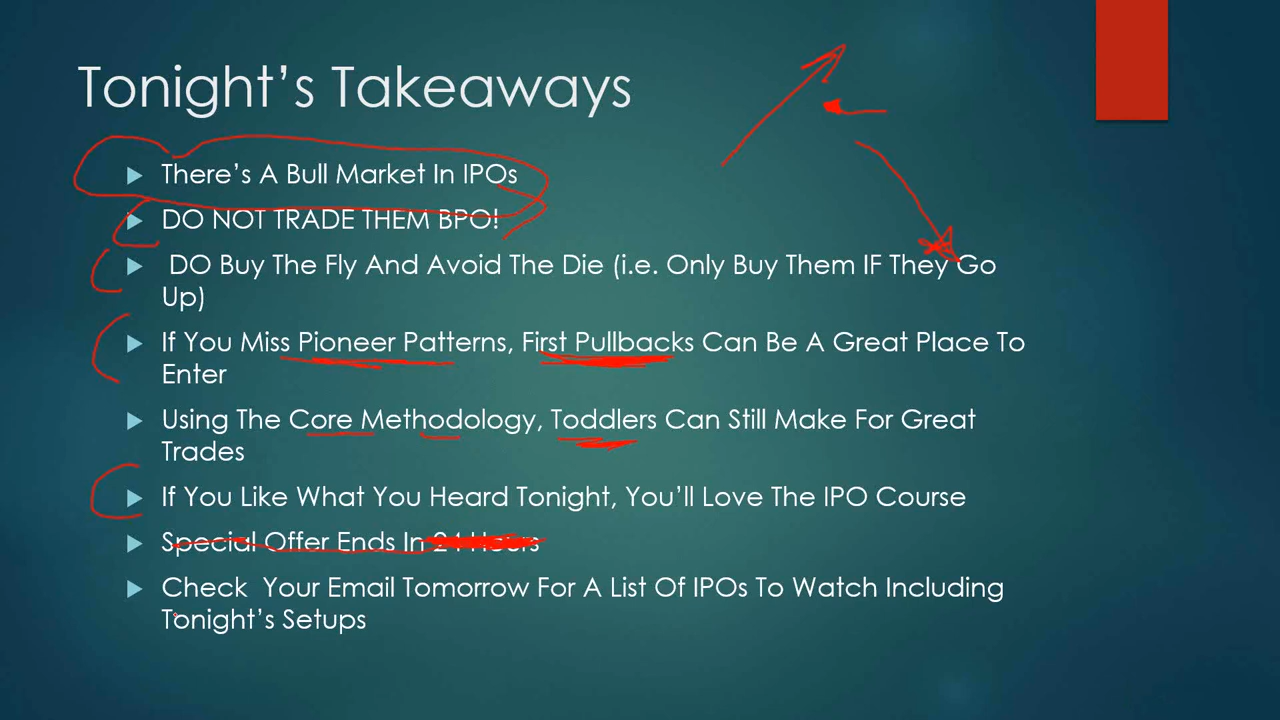 Tonight's Takeaways
There's A Bull Market In IPOs
DO NOT TRADE THEM BPO!
DO Buy The Fly And Avoid The Die (i.e. Only Buy Them IF They Go
Up)
If You Miss Pioneer Patterns, First Pullbacks Can Be A Great Place To
Enter
Using The Core Methodology, Toddlers Can Still Make For Great
Trades
If You Like What You Heard Tonight, You'll Love The IPO Course
Special Offer Ends In 24 Hours
Check Your Email Tomorrow For A List Of IPOs To Watch Including
Tonight's Setups